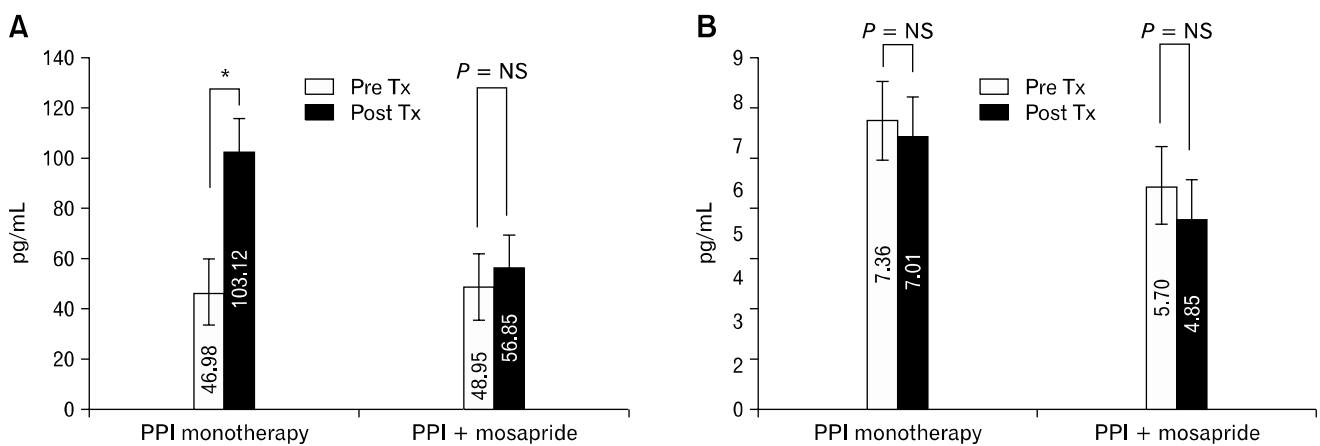 A
140
120
100
80
60
40
20
0
pg/mL
*
P = NS
Pre Tx
Post Tx
46.98
103.12
48.95
56.85
PPI monotherapy
PPI + mosapride
B
9
8
7
6
5
4
3
2
0
pg/mL
P = NS
P = NS
Pre Tx
Post Tx
7.36
7.01
5.70
4.85
PPI monotherapy
PPI + mosapride